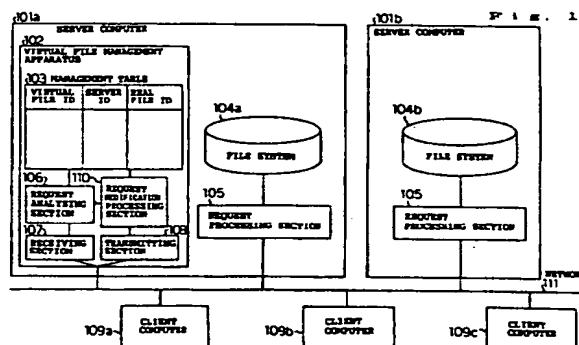 101a
SERVER COMPUTER
101b
SERVER COMPUTER
Fig. 1
102
VIRTUAL FILE MANAGEMENT
APPARATUS
103 MANAGEMENT TABLE
VIRTUAL
FILE ID
SERVER
ID
REAL
FILE ID
104a
FILE SYSTEM
104b
FILE SYSTEM
106
REQUEST
ANALYSING
SECTION
110
REQUEST
MODIFICATION
PROCESSING
SECTION
105
REQUEST
PROCESSING SECTION
105
REQUEST
PROCESSING SECTION
107
RECEIVING
SECTION
108
TRANSMITTING
SECTION
NETWORK
111
109a
CLIENT
COMPUTER
109b
CLIENT
COMPUTER
109c
CLIENT
COMPUTER